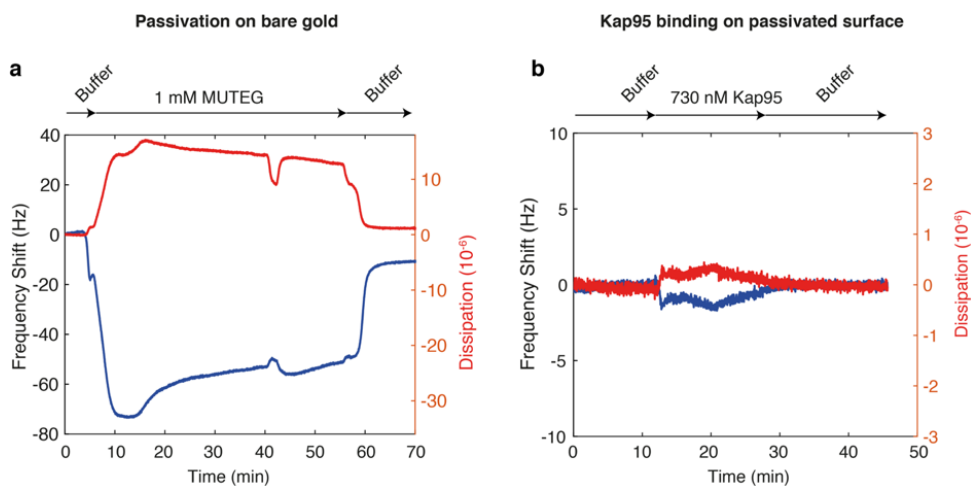 Passivation on bare gold
Kap95 binding on passivated surface
a
Buffer
1 mM MUTEG
Buffer
40
20
0
-20
-40
-60
-80
Frequency Shift (Hz)
10
0
-10
-20
-30
Dissipation (10⁻⁶)
0 10 20 30 40 50 60 70
Time (min)
b
Buffer
730 nM Kap95
Buffer
10
5
0
-5
-10
Frequency Shift (Hz)
3
2
1
0
-1
-2
-3
Dissipation (10⁻⁶)
0 10 20 30 40 50
Time (min)